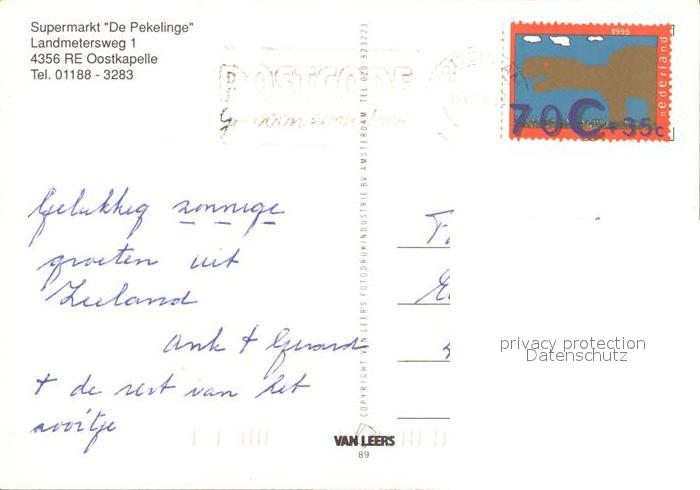 Supermarkt "De Pekelinge"
Landmetersweg 1
4356 RE Oostkapelle
Tel. 01188 - 3283
POSTCODE
1995
nederland
70C+35c
Gelukkig zonnige
groeten uit
Zeeland
Ank + Gerard
+ de rest van het
zooitje
COPYRIGHT VAN LEER'S FOTODRUKINDUSTRIE BV AMSTERDAM TEL 020-823223
privacy protection
Datenschutz
VAN LEERS
89